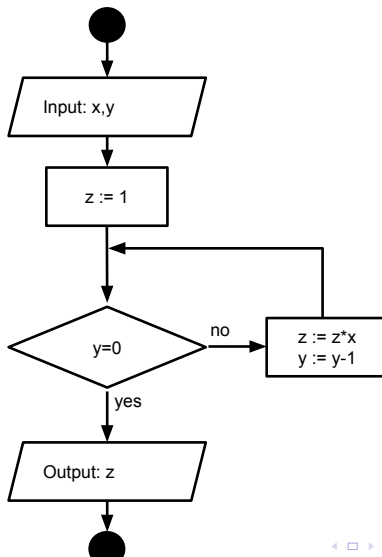 Input: x,y
z := 1
y=0
no
z := z*x
y := y-1
yes
Output: z